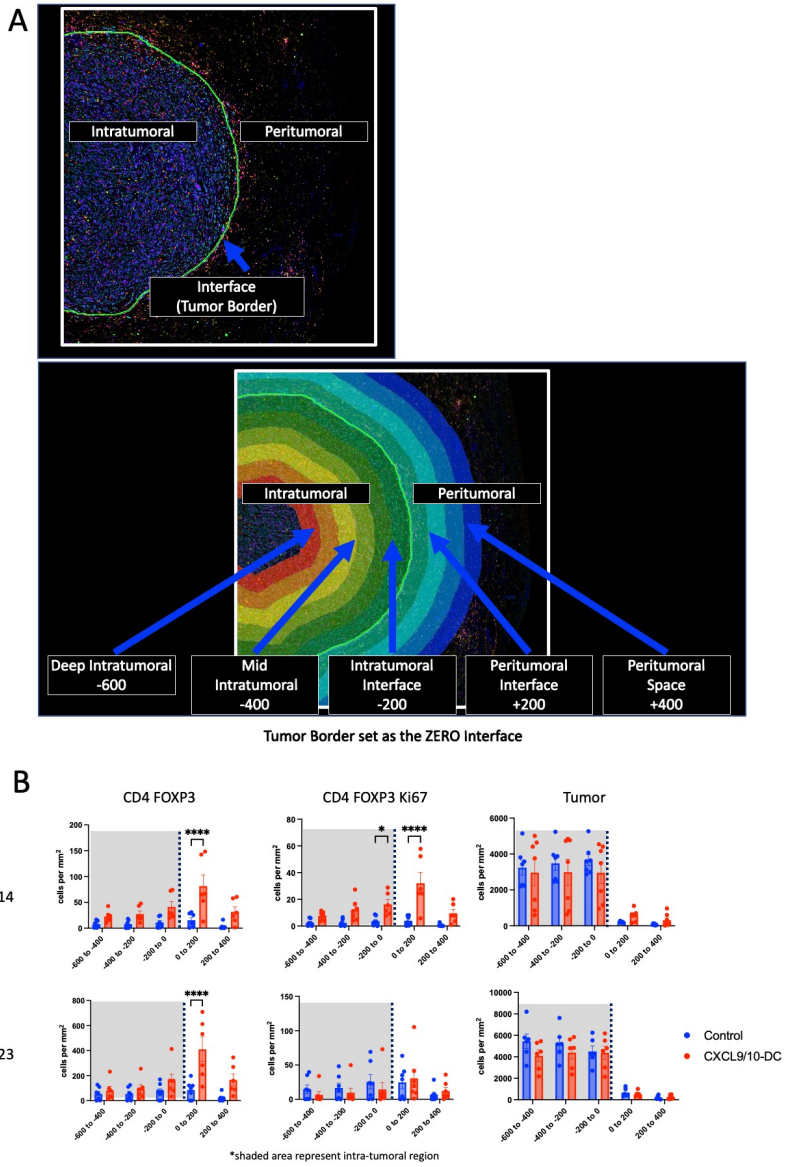 A
Intratumoral
Peritumoral
Interface
(Tumor Border)
Intratumoral
Peritumoral
Deep Intratumoral
-600
Mid
Intratumoral
-400
Intratumoral
Interface
-200
Peritumoral
Interface
+200
Peritumoral
Space
+400
Tumor Border set as the ZERO Interface
B
CD4 FOXP3
CD4 FOXP3 Ki67
Tumor
14
cells per mm²
200
150
100
50
0
****
-600 to -400
-400 to -200
-200 to 0
0 to 200
200 to 400
cells per mm²
80
60
40
20
0
*
****
-600 to -400
-400 to -200
-200 to 0
0 to 200
200 to 400
cells per mm²
6000
4000
2000
0
-600 to -400
-400 to -200
-200 to 0
0 to 200
200 to 400
23
cells per mm²
800
600
400
200
0
****
-600 to -400
-400 to -200
-200 to 0
0 to 200
200 to 400
cells per mm²
150
100
50
0
-600 to -400
-400 to -200
-200 to 0
0 to 200
200 to 400
cells per mm²
10000
8000
6000
4000
2000
0
-600 to -400
-400 to -200
-200 to 0
0 to 200
200 to 400
Control
CXCL9/10-DC
*shaded area represent intra-tumoral region